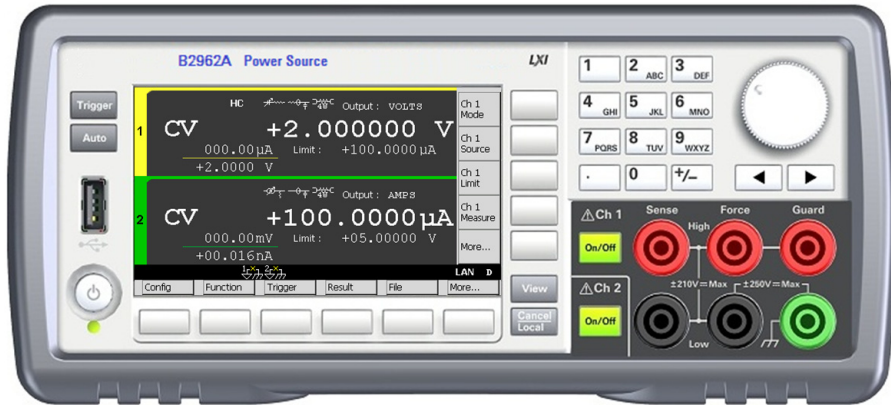 B2962A Power Source
LXI
Trigger
Auto
HC Output : VOLTS
1 CV +2.000000 V
000.00µA Limit : +100.0000µA
+2.0000 V
Output : AMPS
2 CV +100.0000µA
000.00mV Limit : +05.00000 V
+00.016nA
Ch 1 Mode
Ch 1 Source
Ch 1 Limit
Ch 1 Measure
More...
1 2
LAN D
Config Function Trigger Result File More...
View
Cancel
Local
1 2 ABC 3 DEF
4 GHI 5 JKL 6 MNO
7 PQRS 8 TUV 9 WXYZ
. 0 +/−
Ch 1 Sense Force Guard
On/Off
High
±210V Max ±250V Max
Ch 2
On/Off
Low